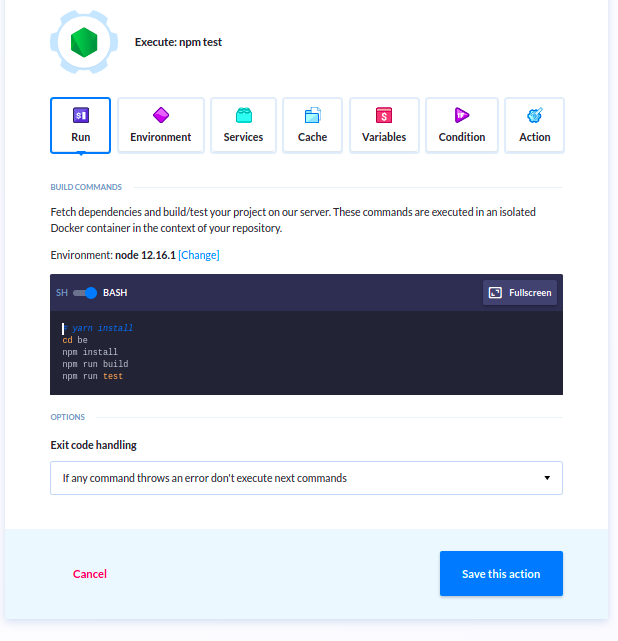 Execute: npm test
Run
Environment
Services
Cache
Variables
Condition
Action
BUILD COMMANDS
Fetch dependencies and build/test your project on our server. These commands are executed in an isolated
Docker container in the context of your repository.
Environment: node 12.16.1 [Change]
SH BASH
Fullscreen
# yarn install
cd be
npm install
npm run build
npm run test
OPTIONS
Exit code handling
If any command throws an error don't execute next commands
Cancel
Save this action